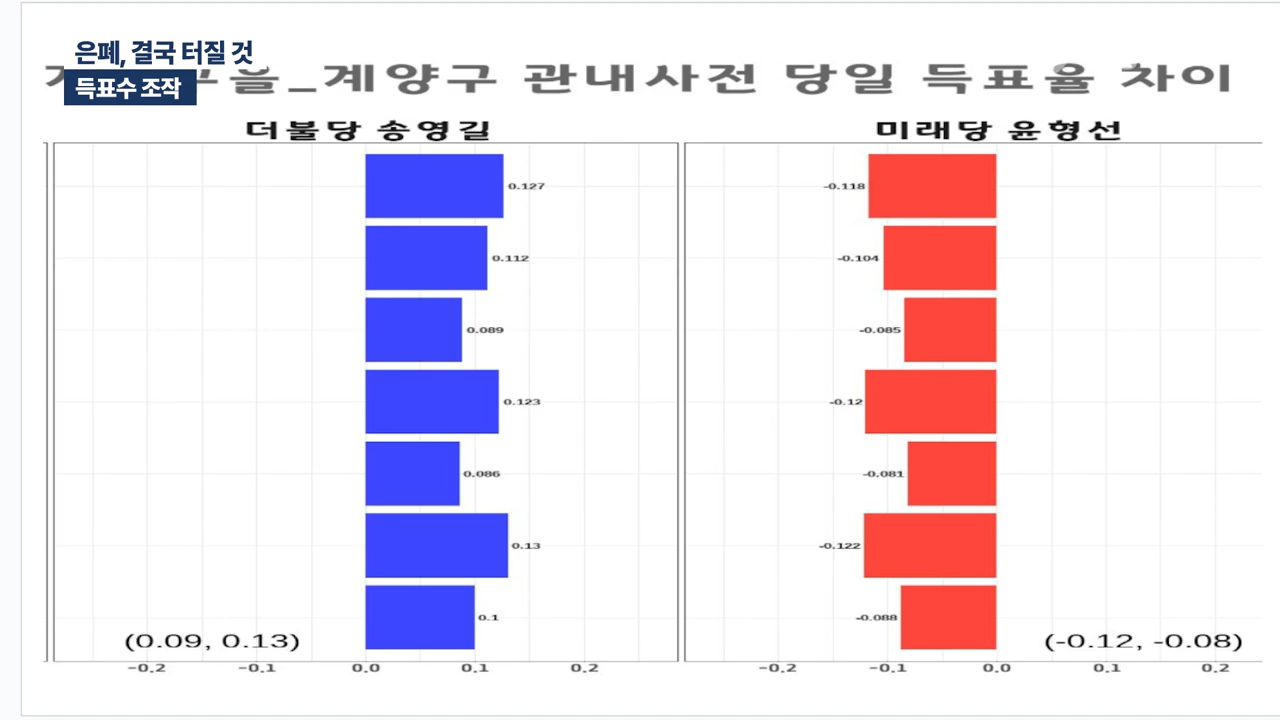 은폐, 결국 터질 것
득표수 조작
을_계양구 관내사전 당일 득표율 차이
더불당 송영길
미래당 윤형선
0.127
0.112
0.089
0.123
0.086
0.13
0.1
(0.09, 0.13)
-0.2 -0.1 0.0 0.1 0.2
-0.118
-0.104
-0.085
-0.12
-0.081
-0.122
-0.088
(-0.12, -0.08)
-0.2 -0.1 0.0 0.1 0.2